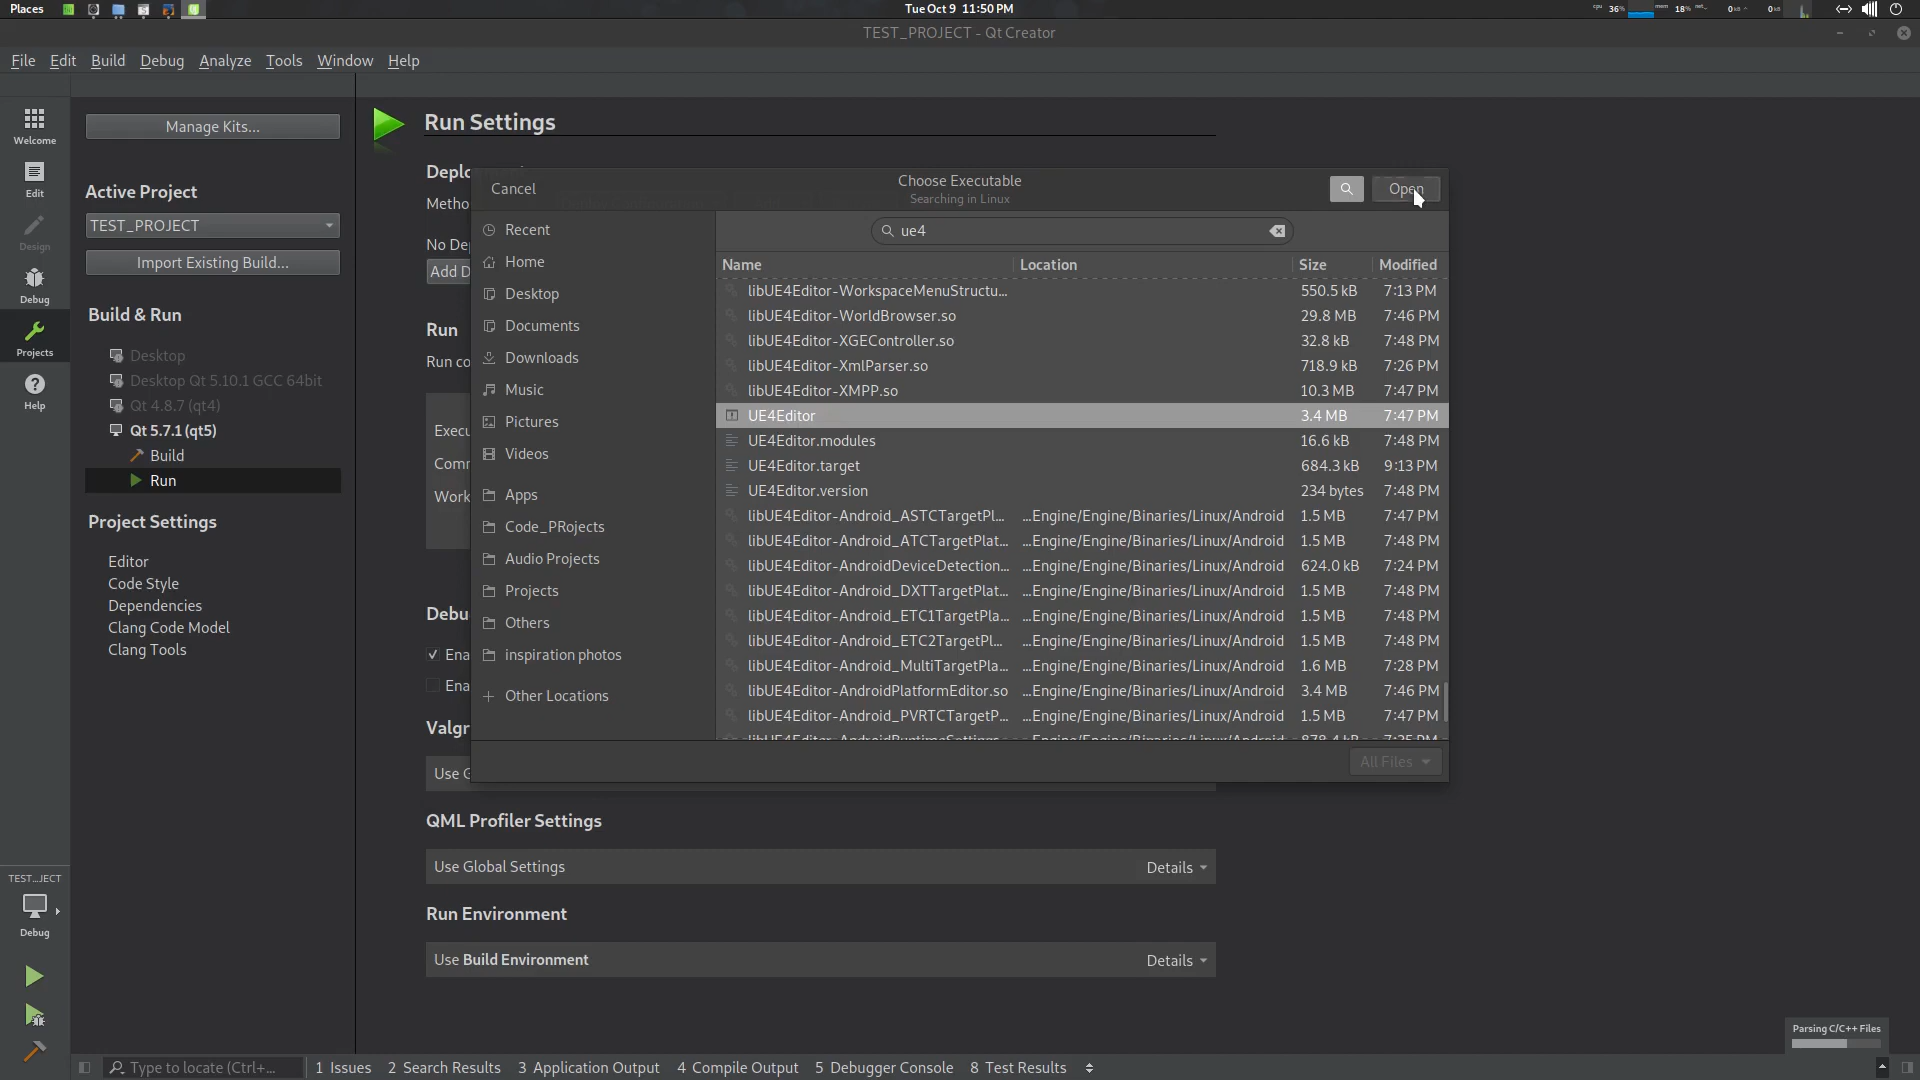 Places
Tue Oct 9 11:50 PM
cpu 36%
mem 18%
TEST_PROJECT - Qt Creator
File Edit Build Debug Analyze Tools Window Help
Welcome
Edit
Design
Debug
Projects
Help
Manage Kits...
Active Project
TEST_PROJECT
Import Existing Build...
Build & Run
Desktop
Desktop Qt 5.10.1 GCC 64bit
Qt 4.8.7 (qt4)
Qt 5.7.1 (qt5)
Build
Run
Project Settings
Editor
Code Style
Dependencies
Clang Code Model
Clang Tools
Run Settings
Run
QML Profiler Settings
Use Global Settings
Details
Run Environment
Use Build Environment
Details
Cancel
Choose Executable
Searching in Linux
Open
Recent
Home
Desktop
Documents
Downloads
Music
Pictures
Videos
Apps
Code_PRojects
Audio Projects
Projects
Others
inspiration photos
Other Locations
ue4
Name Location Size Modified
libUE4Editor-WorkspaceMenuStructu... 550.5 kB 7:13 PM
libUE4Editor-WorldBrowser.so 29.8 MB 7:46 PM
libUE4Editor-XGEController.so 32.8 kB 7:48 PM
libUE4Editor-XmlParser.so 718.9 kB 7:26 PM
libUE4Editor-XMPP.so 10.3 MB 7:47 PM
UE4Editor 3.4 MB 7:47 PM
UE4Editor.modules 16.6 kB 7:48 PM
UE4Editor.target 684.3 kB 9:13 PM
UE4Editor.version 234 bytes 7:48 PM
libUE4Editor-Android_ASTCTargetPl... ...Engine/Engine/Binaries/Linux/Android 1.5 MB 7:47 PM
libUE4Editor-Android_ATCTargetPlat... ...Engine/Engine/Binaries/Linux/Android 1.5 MB 7:48 PM
libUE4Editor-AndroidDeviceDetection... ...Engine/Engine/Binaries/Linux/Android 624.0 kB 7:24 PM
libUE4Editor-Android_DXTTargetPlat... ...Engine/Engine/Binaries/Linux/Android 1.5 MB 7:48 PM
libUE4Editor-Android_ETC1TargetPla... ...Engine/Engine/Binaries/Linux/Android 1.5 MB 7:48 PM
libUE4Editor-Android_ETC2TargetPl... ...Engine/Engine/Binaries/Linux/Android 1.5 MB 7:48 PM
libUE4Editor-Android_MultiTargetPla... ...Engine/Engine/Binaries/Linux/Android 1.6 MB 7:28 PM
libUE4Editor-AndroidPlatformEditor.so ...Engine/Engine/Binaries/Linux/Android 3.4 MB 7:46 PM
libUE4Editor-Android_PVRTCTargetP... ...Engine/Engine/Binaries/Linux/Android 1.5 MB 7:47 PM
All Files
TEST...JECT
Debug
Parsing C/C++ Files
Type to locate (Ctrl+...
1 Issues 2 Search Results 3 Application Output 4 Compile Output 5 Debugger Console 8 Test Results